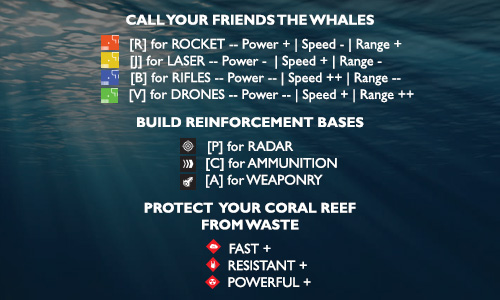 CALL YOUR FRIENDS THE WHALES
[R] for ROCKET -- Power + | Speed - | Range +
[J] for LASER -- Power - | Speed + | Range -
[B] for RIFLES -- Power -- | Speed ++ | Range --
[V] for DRONES -- Power -- | Speed + | Range ++
BUILD REINFORCEMENT BASES
[P] for RADAR
[C] for AMMUNITION
[A] for WEAPONRY
PROTECT YOUR CORAL REEF
FROM WASTE
FAST +
RESISTANT +
POWERFUL +